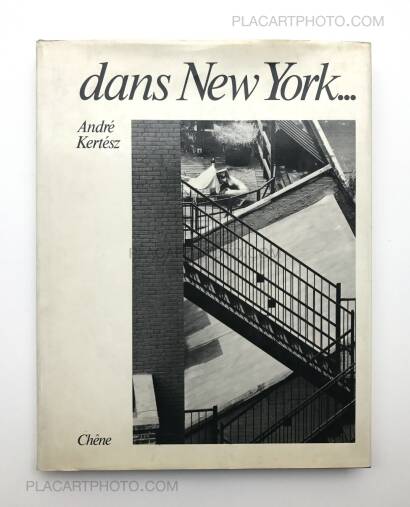 PLACARTPHOTO.COM
dans New York...
André
Kertész
Chêne
PLACARTPHOTO.COM